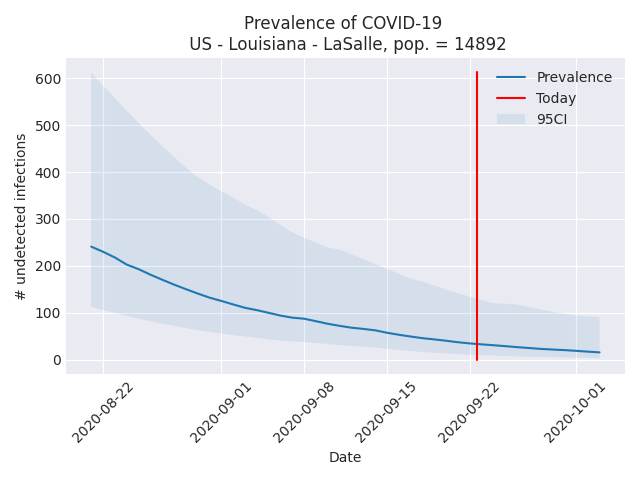 Prevalence of COVID-19
US - Louisiana - LaSalle, pop. = 14892
600
500
400
300
200
100
0
# undetected infections
Prevalence
Today
95CI
2020-08-22
2020-09-01
2020-09-08
2020-09-15
2020-09-22
2020-10-01
Date